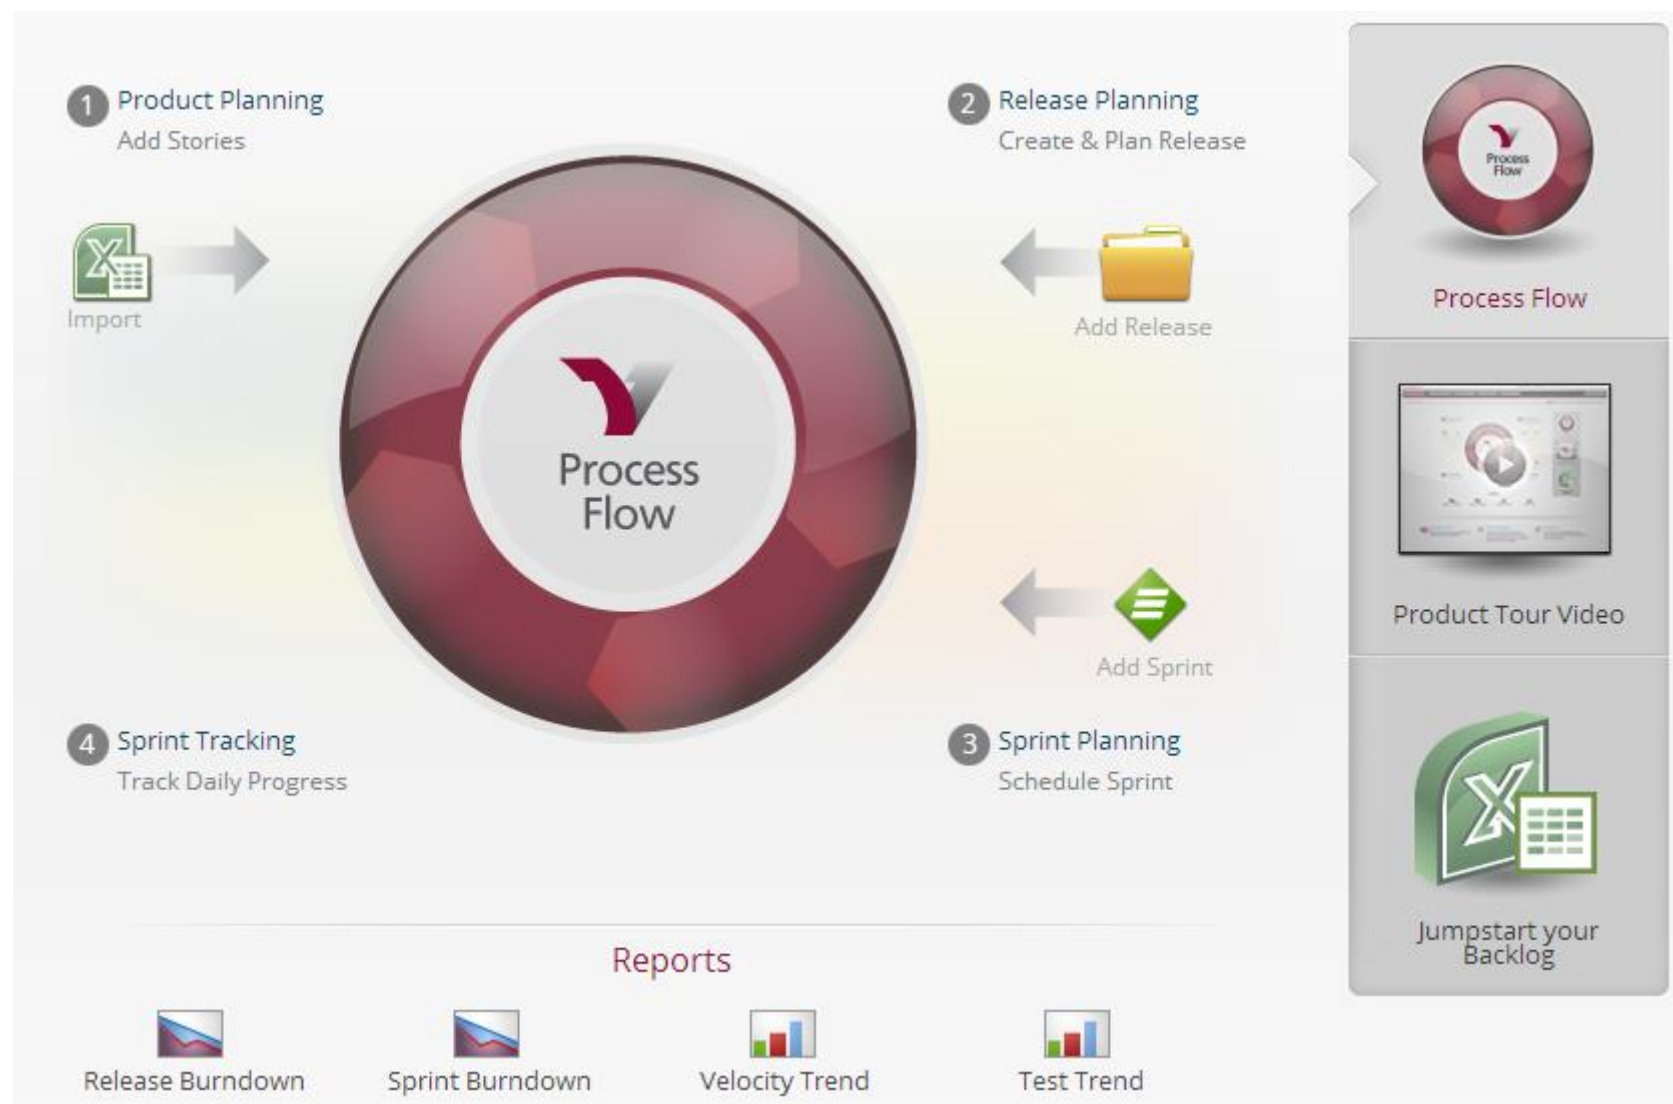 1 Product Planning
Add Stories
Import
2 Release Planning
Create & Plan Release
Add Release
Process
Flow
Add Sprint
3 Sprint Planning
Schedule Sprint
4 Sprint Tracking
Track Daily Progress
Reports
Release Burndown
Sprint Burndown
Velocity Trend
Test Trend
Process
Flow
Process Flow
Product Tour Video
Jumpstart your
Backlog